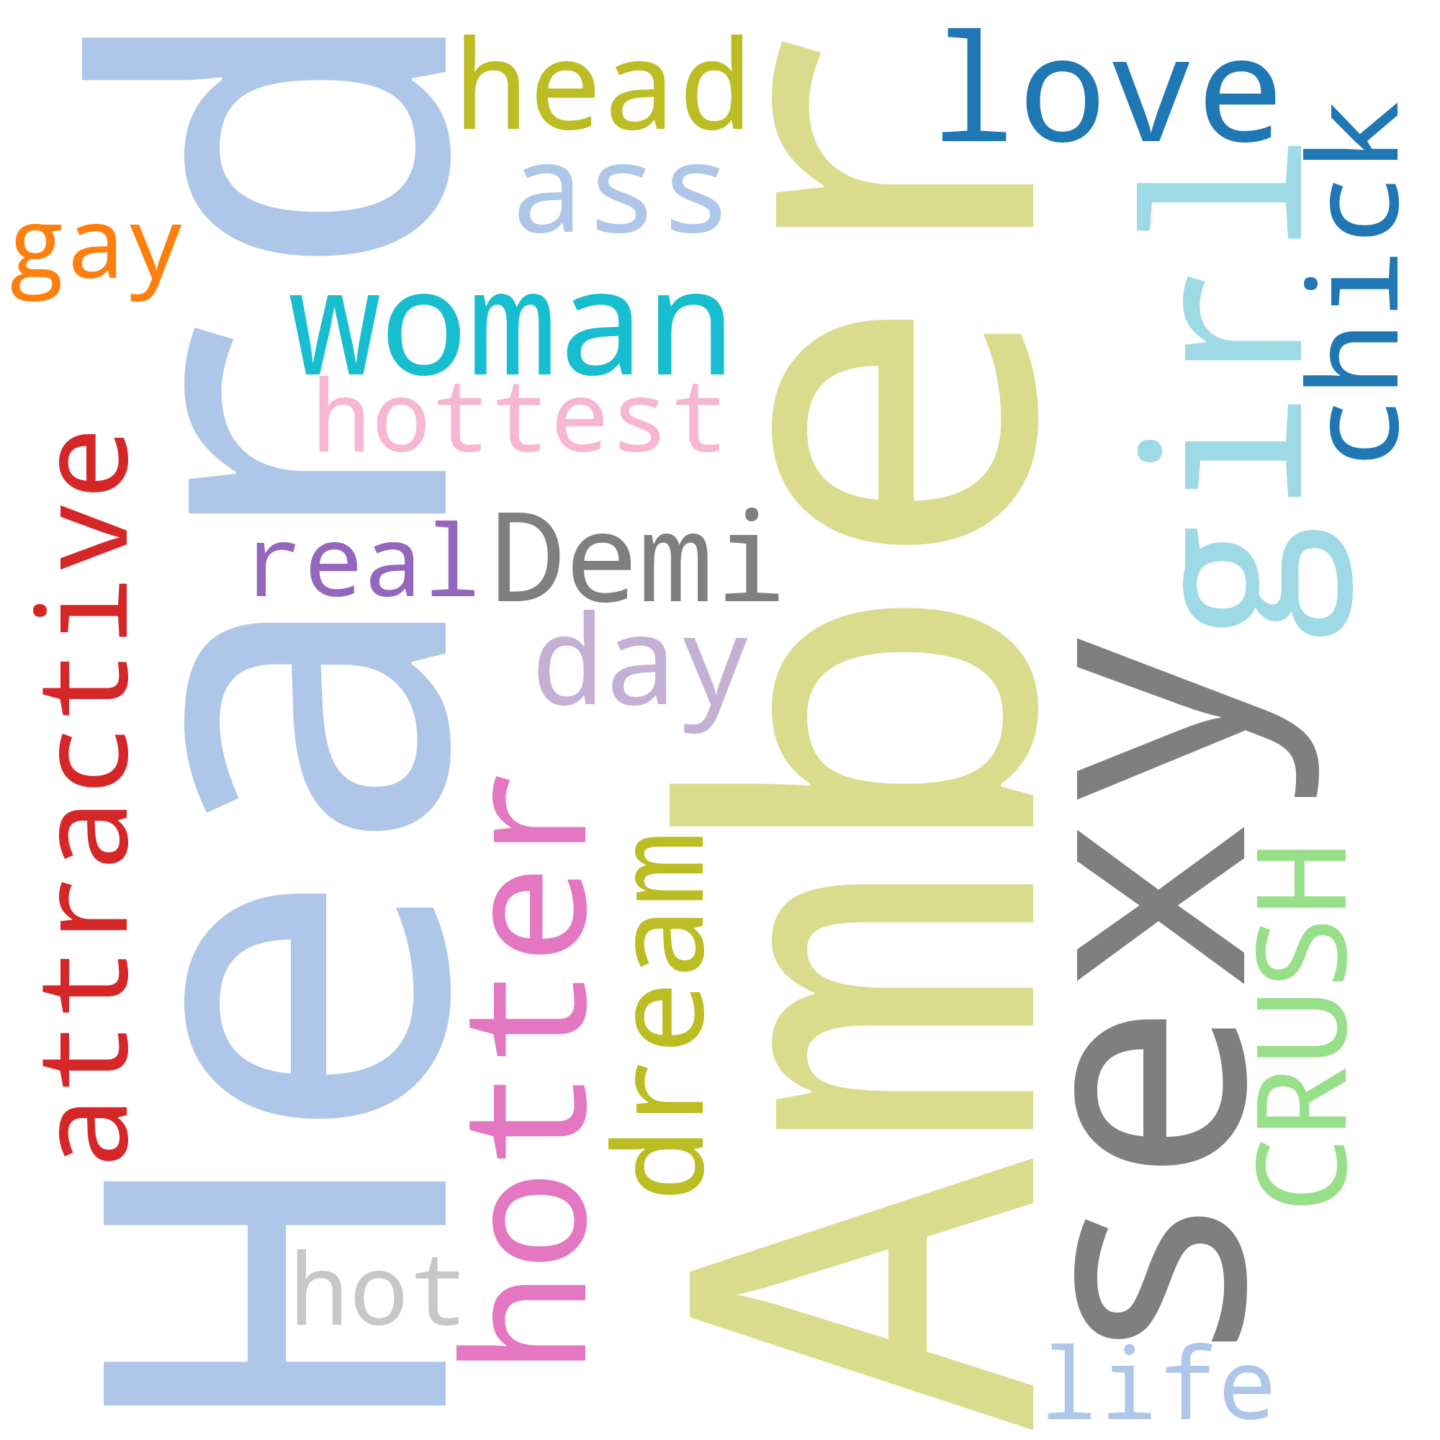 Heard
head
love
Amber
ass
chick
girl
gay
woman
hottest
attractive
real
Demi
day
sexy
hotter
dream
CRUSH
hot
life